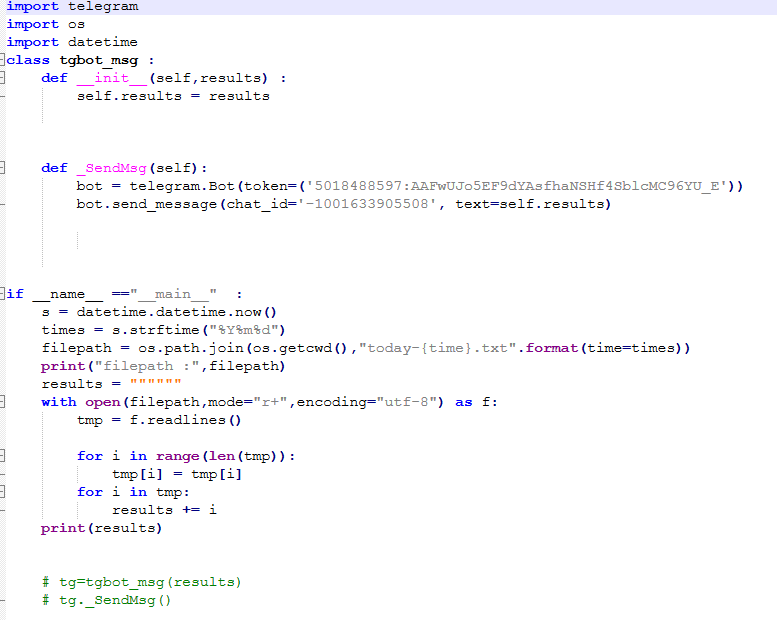 import telegram
import os
import datetime
class tgbot_msg :
    def __init__(self,results) :
        self.results = results
    def _SendMsg(self):
        bot = telegram.Bot(token=('5018488597:AAFwUJo5EF9dYAsfhaNSHf4SblcMC96YU_E'))
        bot.send_message(chat_id='-1001633905508', text=self.results)
if __name__ =="__main__"  :
    s = datetime.datetime.now()
    times = s.strftime("%Y%m%d")
    filepath = os.path.join(os.getcwd(),"today-{time}.txt".format(time=times))
    print("filepath :",filepath)
    results = """"""
    with open(filepath,mode="r+",encoding="utf-8") as f:
        tmp = f.readlines()
        for i in range(len(tmp)):
            tmp[i] = tmp[i]
        for i in tmp:
            results += i
    print(results)
    # tg=tgbot_msg(results)
    # tg._SendMsg()